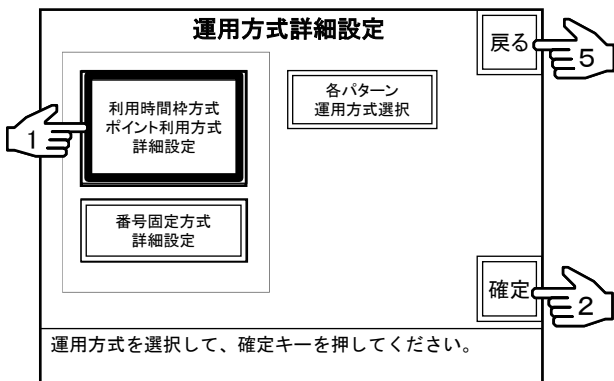 運用方式詳細設定
戻る
5
利用時間枠方式
ポイント利用方式
詳細設定
1
各パターン
運用方式選択
番号固定方式
詳細設定
確定
2
運用方式を選択して、確定キーを押してください。